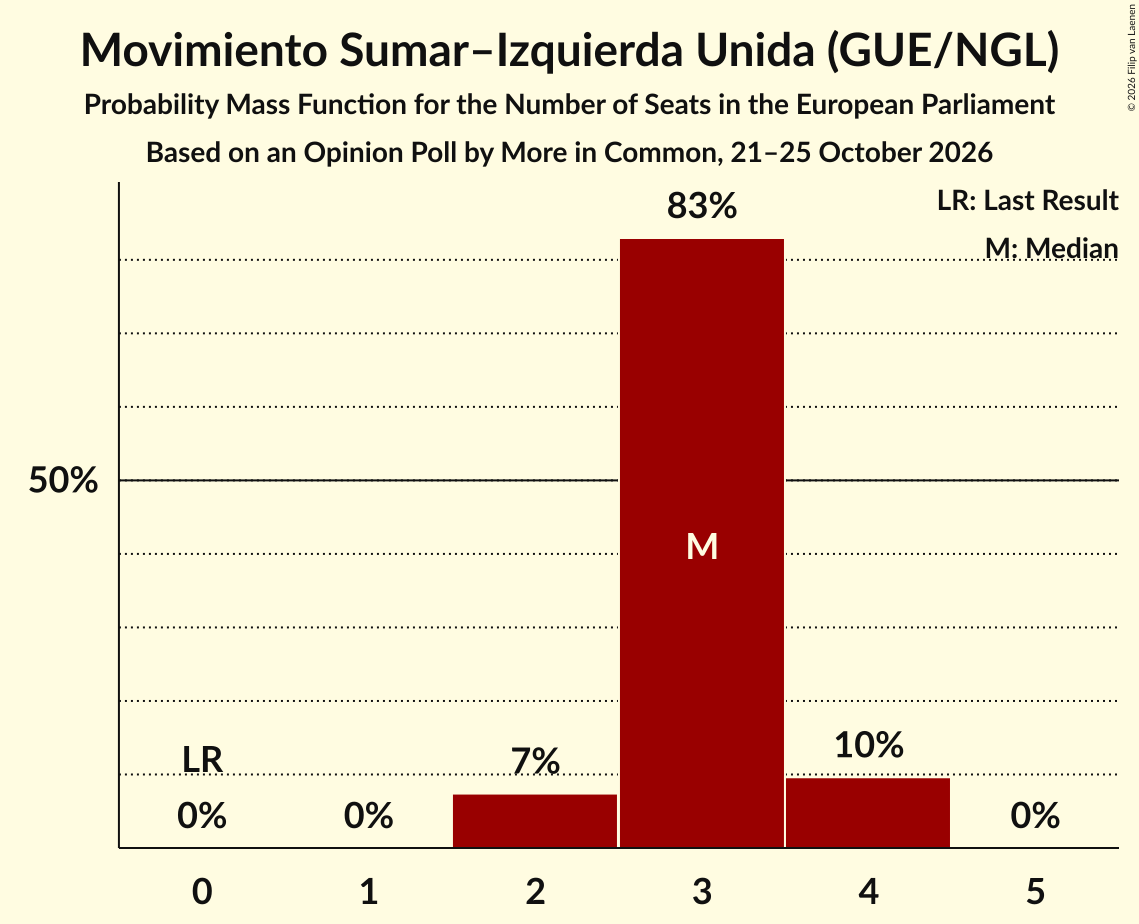 Movimiento Sumar–Izquierda Unida (GUE/NGL)
Probability Mass Function for the Number of Seats in the European Parliament
Based on an Opinion Poll by More in Common, 21–25 October 2026
© 2026 Filip van Laenen
LR: Last Result
M: Median
83%
50%
M
LR
7%
10%
0%
0%
0%
0
1
2
3
4
5